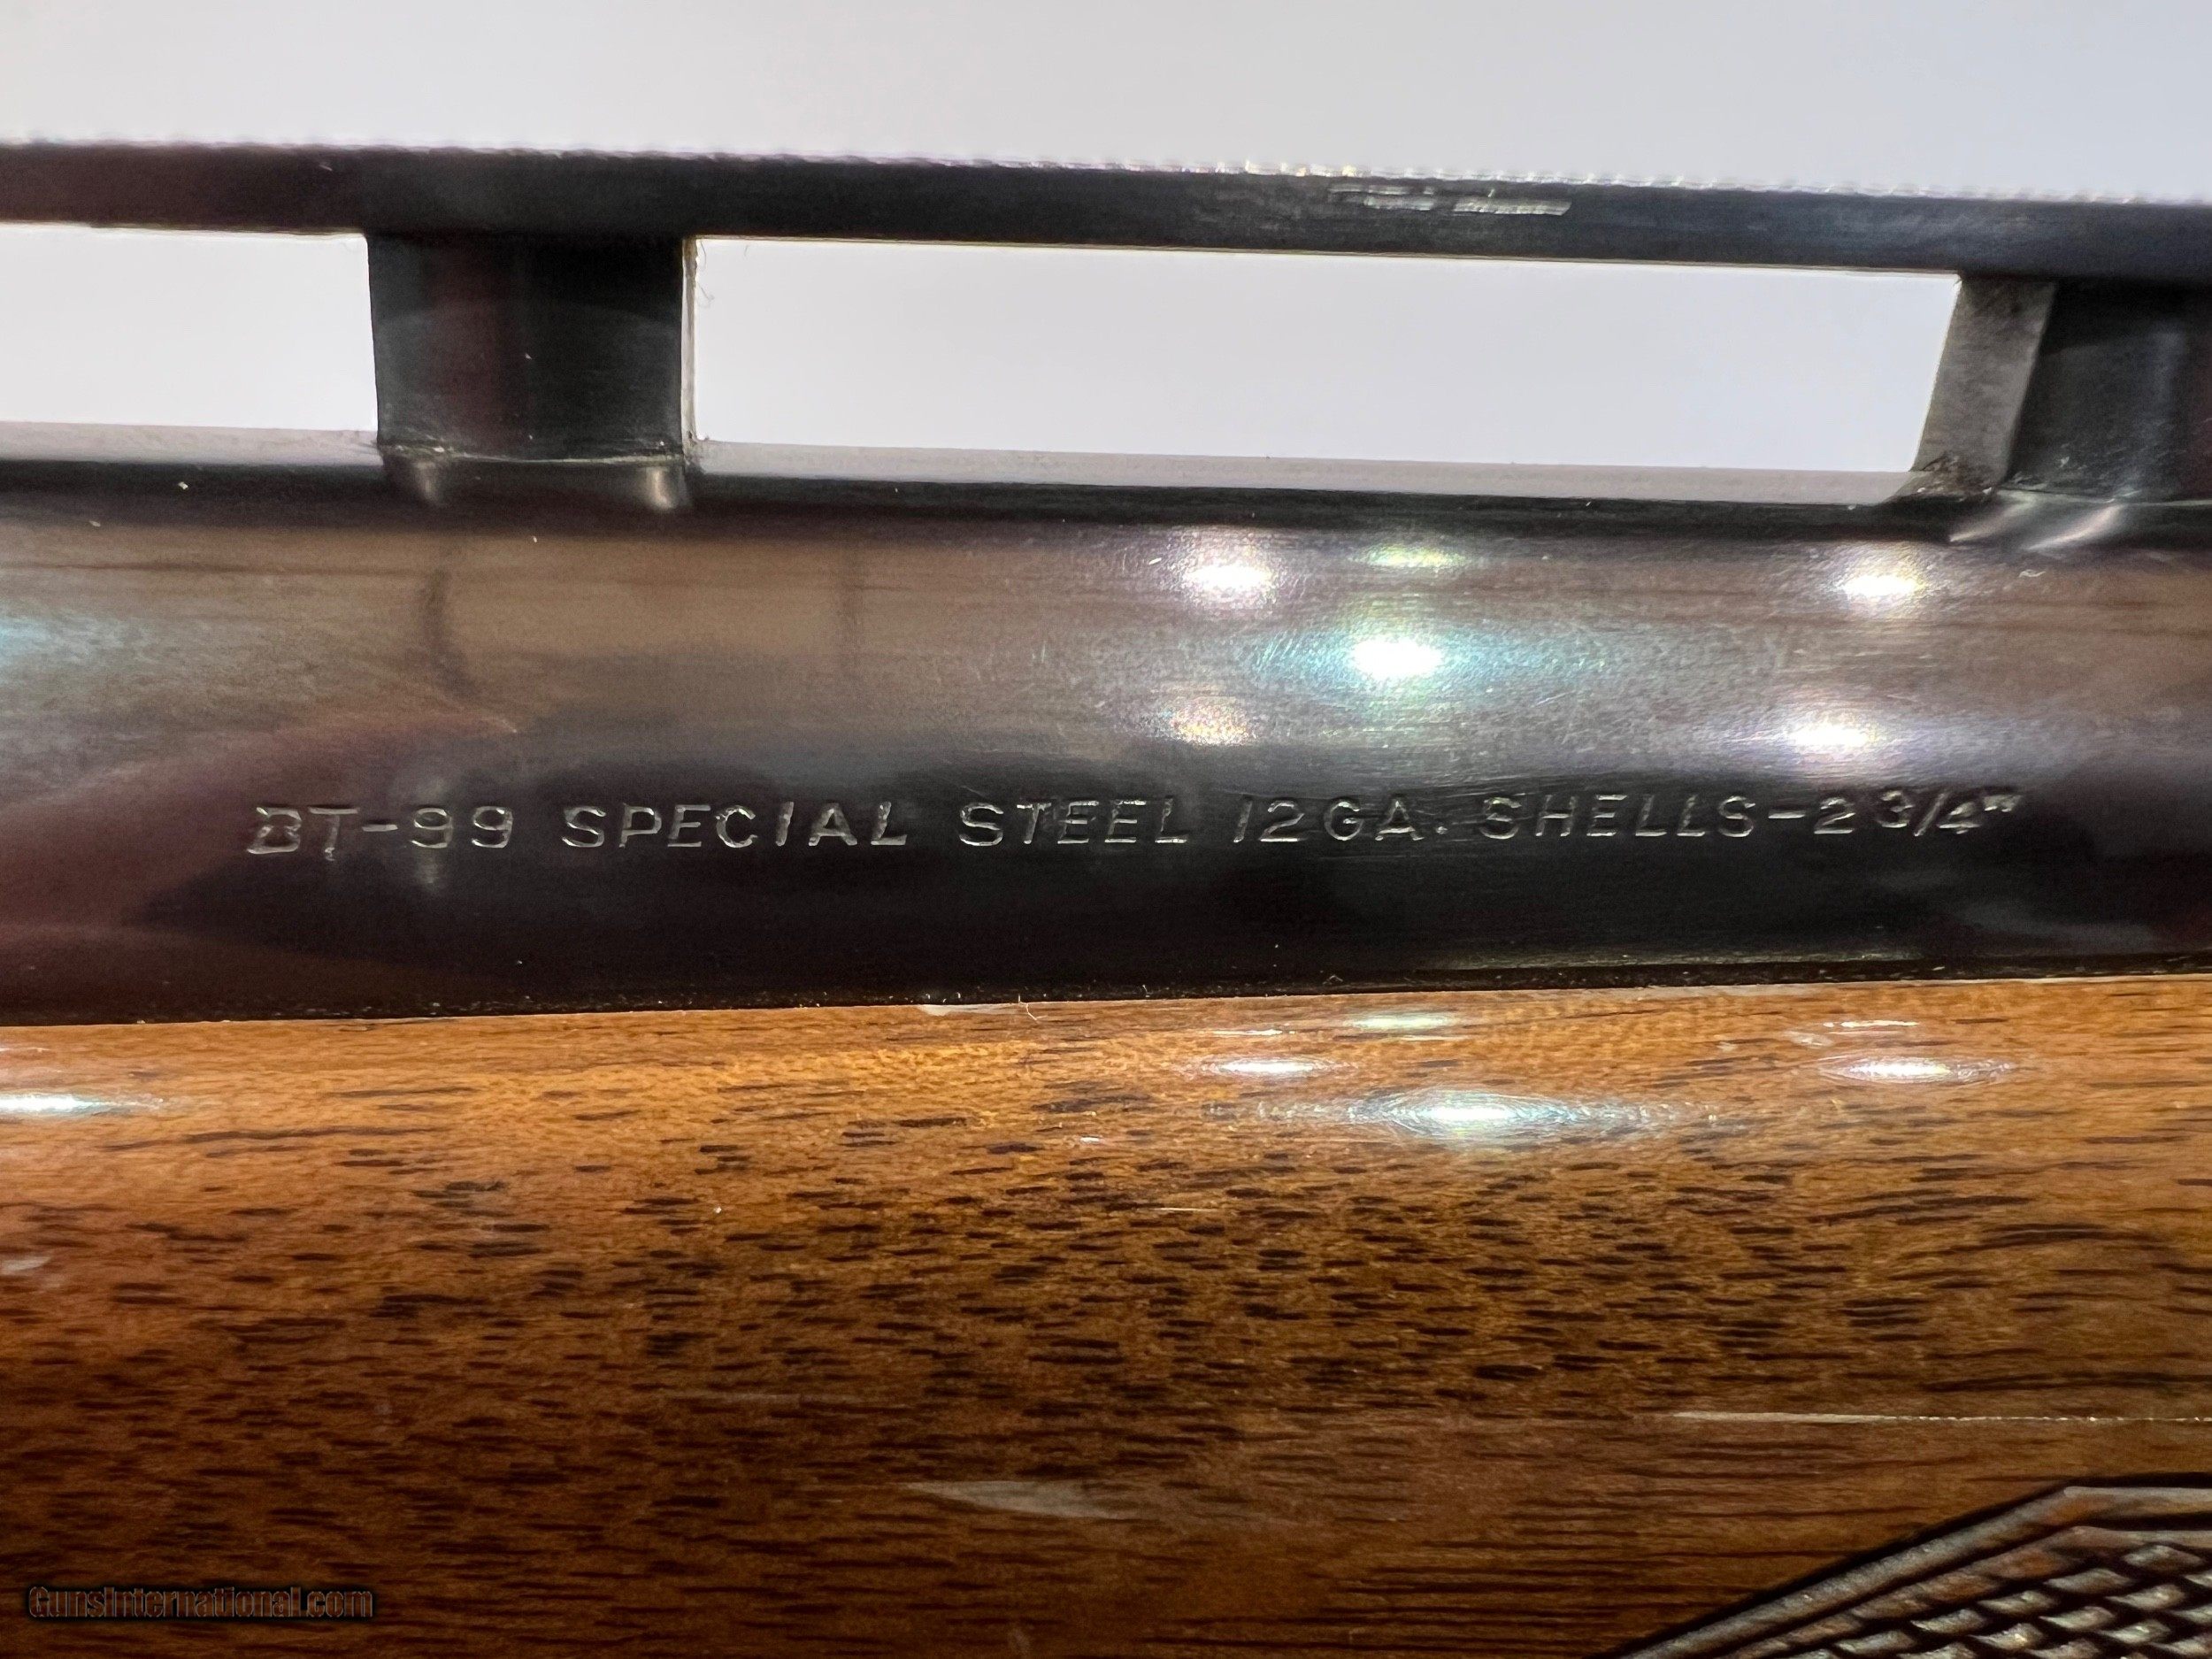 BT-99 SPECIAL STEEL 12GA. SHELLS-2 3/4"
GunsInternational.com